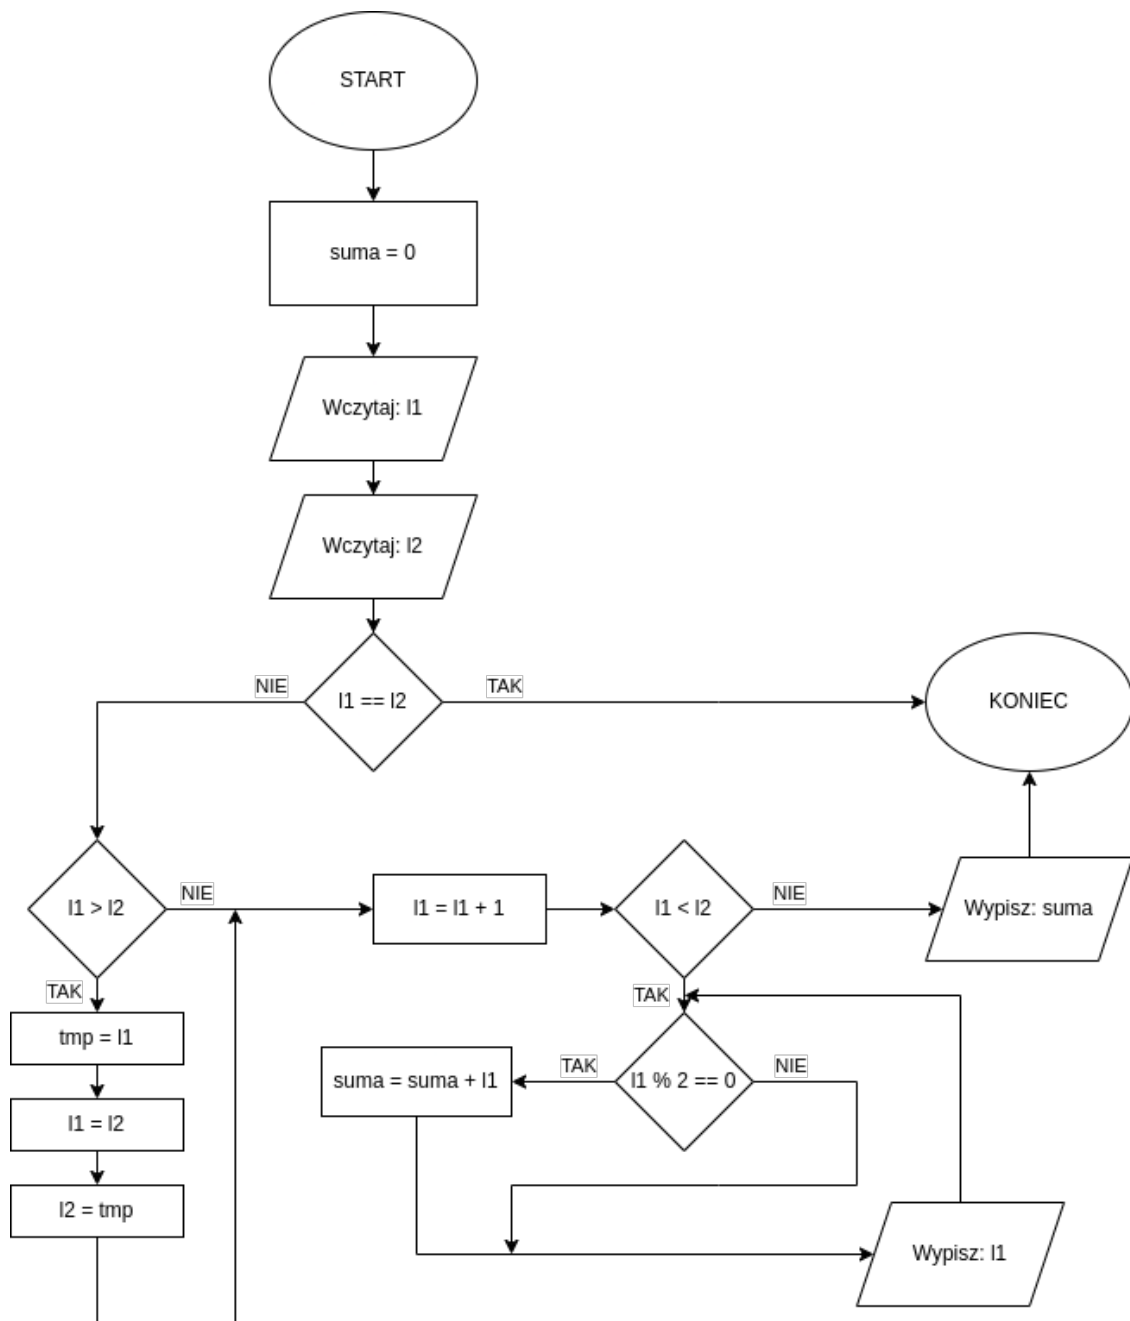 START
suma = 0
Wczytaj: l1
Wczytaj: l2
NIE
l1 == l2
TAK
KONIEC
l1 > l2
NIE
l1 = l1 + 1
l1 < l2
NIE
Wypisz: suma
TAK
TAK
tmp = l1
suma = suma + l1
TAK
l1 % 2 == 0
NIE
l1 = l2
l2 = tmp
Wypisz: l1